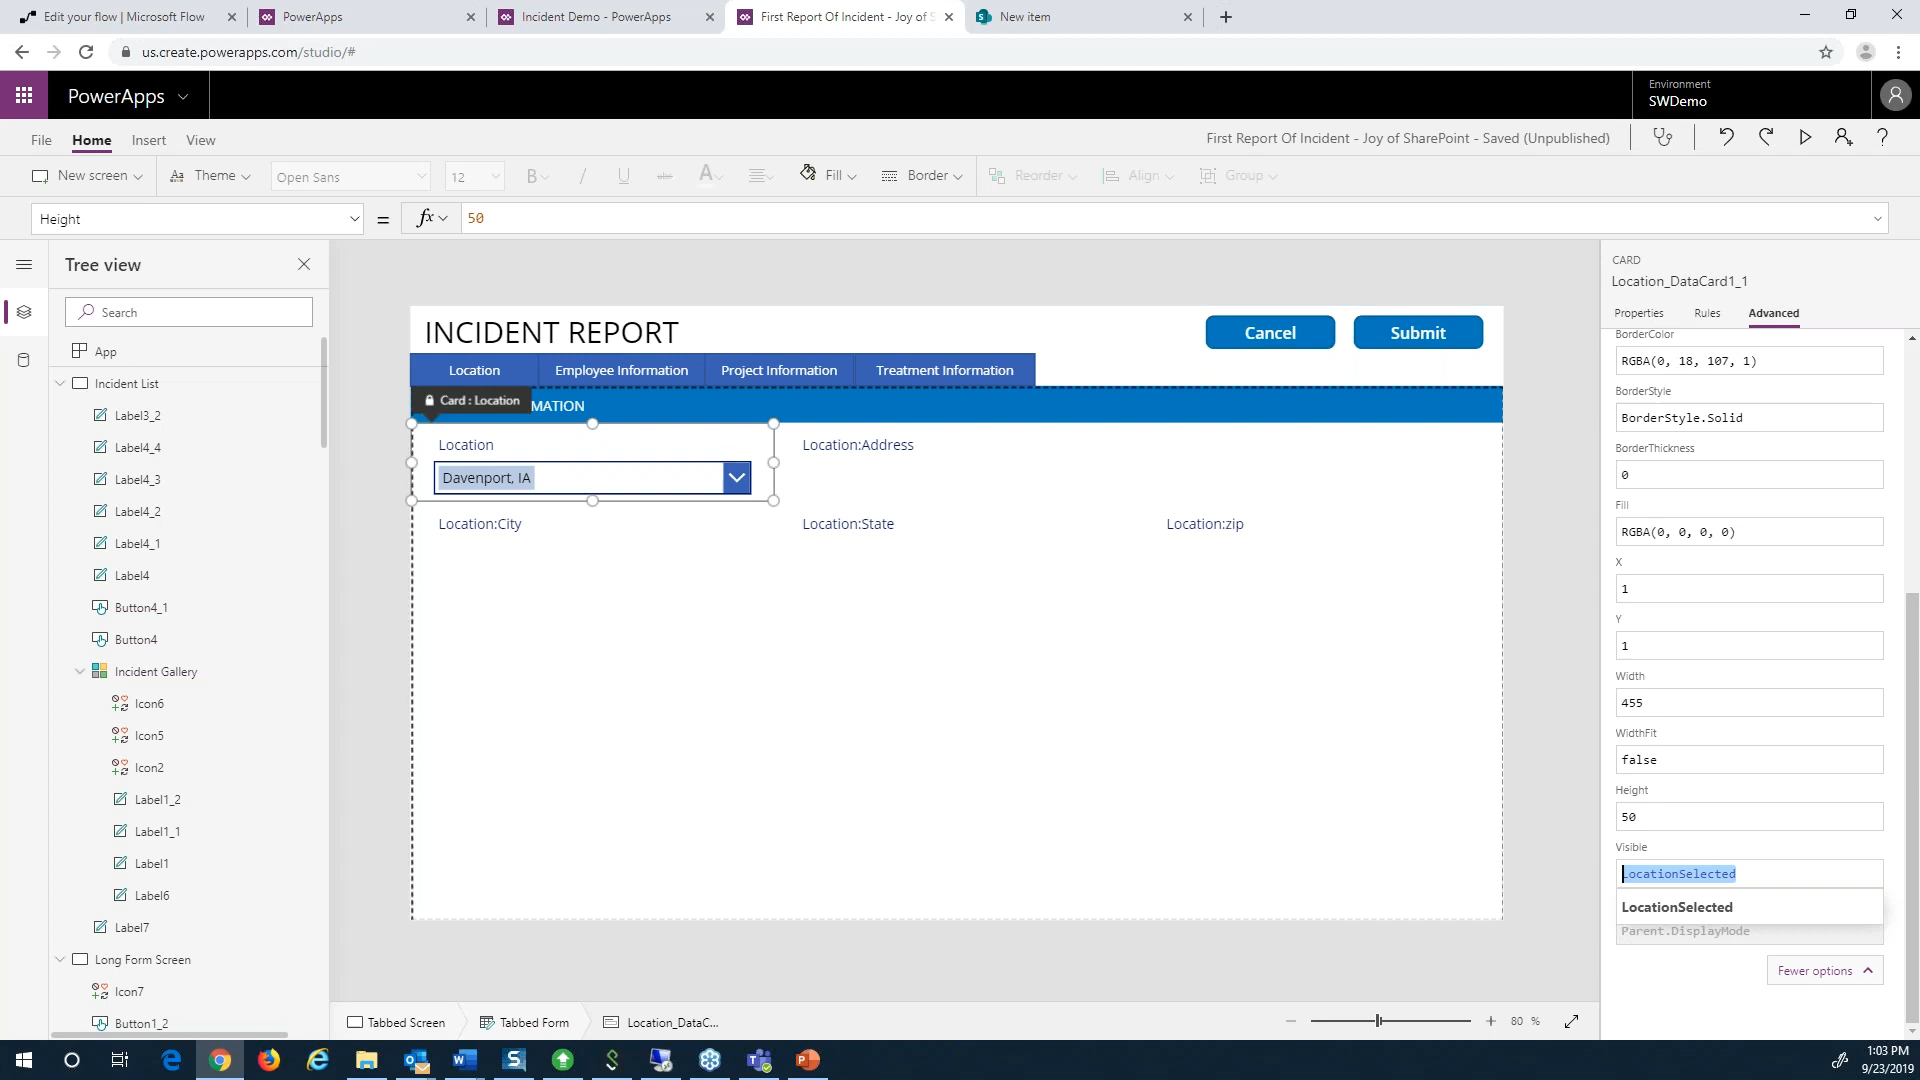 Edit your flow | Microsoft Flow
PowerApps
Incident Demo - PowerApps
First Report Of Incident - Joy of S
New item
us.create.powerapps.com/studio/#
PowerApps
Environment
SWDemo
File
Home
Insert
View
First Report Of Incident - Joy of SharePoint - Saved (Unpublished)
New screen
Theme
Open Sans
12
B
/
U
abc
A
Fill
Border
Reorder
Align
Group
Height
=
fx
50
Tree view
Search
App
Incident List
Label3_2
Label4_4
Label4_3
Label4_2
Label4_1
Label4
Button4_1
Button4
Incident Gallery
Icon6
Icon5
Icon2
Label1_2
Label1_1
Label1
Label6
Label7
Long Form Screen
Icon7
Button1_2
INCIDENT REPORT
Cancel
Submit
Location
Employee Information
Project Information
Treatment Information
Card : Location
MATION
Location
Location:Address
Davenport, IA
Location:City
Location:State
Location:zip
Tabbed Screen
Tabbed Form
Location_DataC...
80 %
CARD
Location_DataCard1_1
Properties
Rules
Advanced
BorderColor
RGBA(0, 18, 107, 1)
BorderStyle
BorderStyle.Solid
BorderThickness
0
Fill
RGBA(0, 0, 0, 0)
X
1
Y
1
Width
455
WidthFit
false
Height
50
Visible
LocationSelected
LocationSelected
Parent.DisplayMode
Fewer options
1:03 PM
9/23/2019